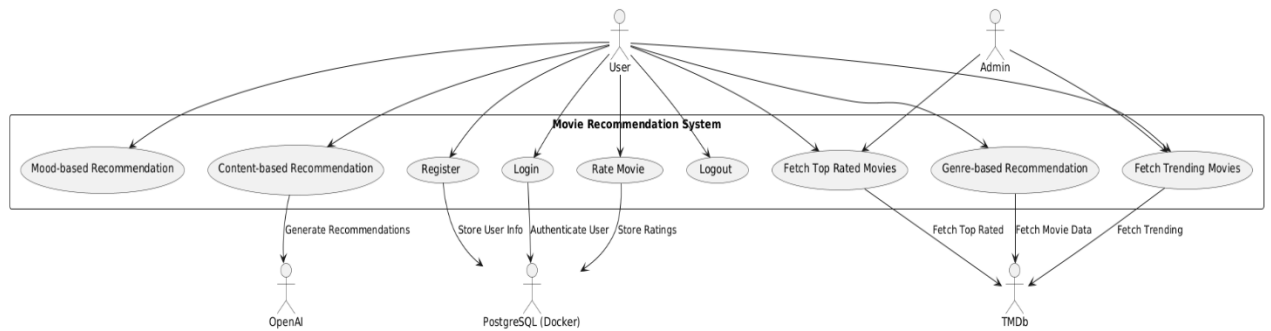 User
Admin
Movie Recommendation System
Mood-based Recommendation
Content-based Recommendation
Register
Login
Rate Movie
Logout
Fetch Top Rated Movies
Genre-based Recommendation
Fetch Trending Movies
Generate Recommendations
Store User Info
Authenticate User
Store Ratings
Fetch Top Rated
Fetch Movie Data
Fetch Trending
OpenAI
PostgreSQL (Docker)
TMDb